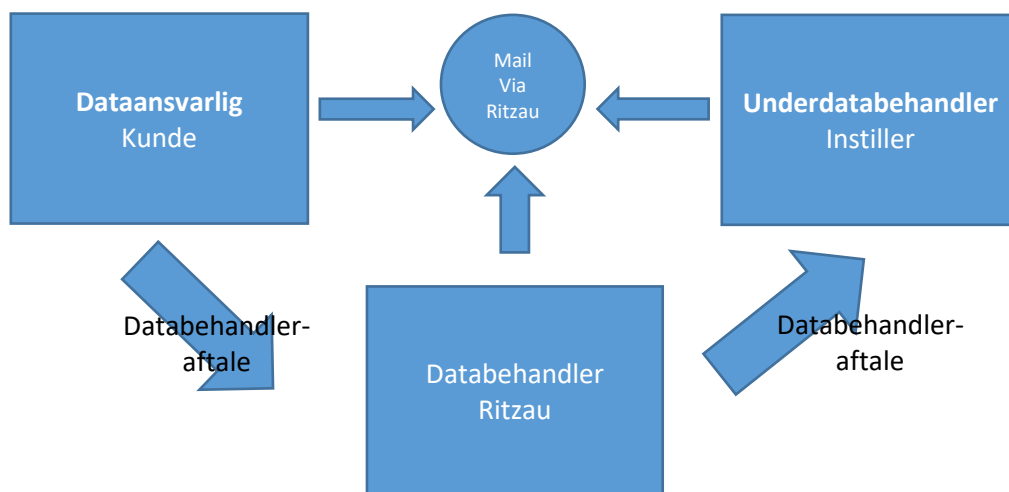 Dataansvarlig
Kunde
Mail
Via
Ritzau
Underdatabehandler
Instiller
Databehandler-
aftale
Databehandler
Ritzau
Databehandler-
aftale